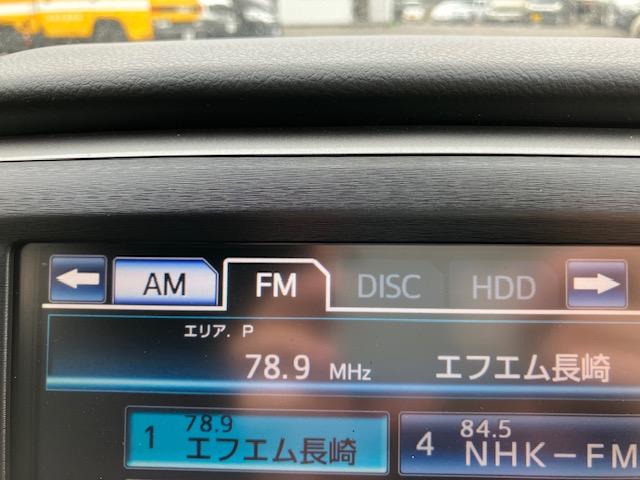 AM FM DISC HDD
エリア. P
78.9 MHz エフエム長崎
1 78.9 エフエム長崎
4 84.5 NHK-FM